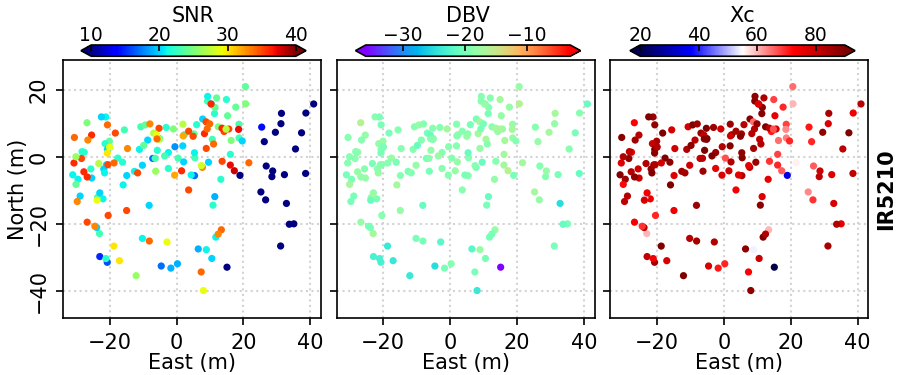 SNR DBV Xc
10 20 30 40 −30 −20 −10 20 40 60 80
20
0
−20
−40
North (m)
IR5210
−20 0 20 40 −20 0 20 40 −20 0 20 40
East (m) East (m) East (m)